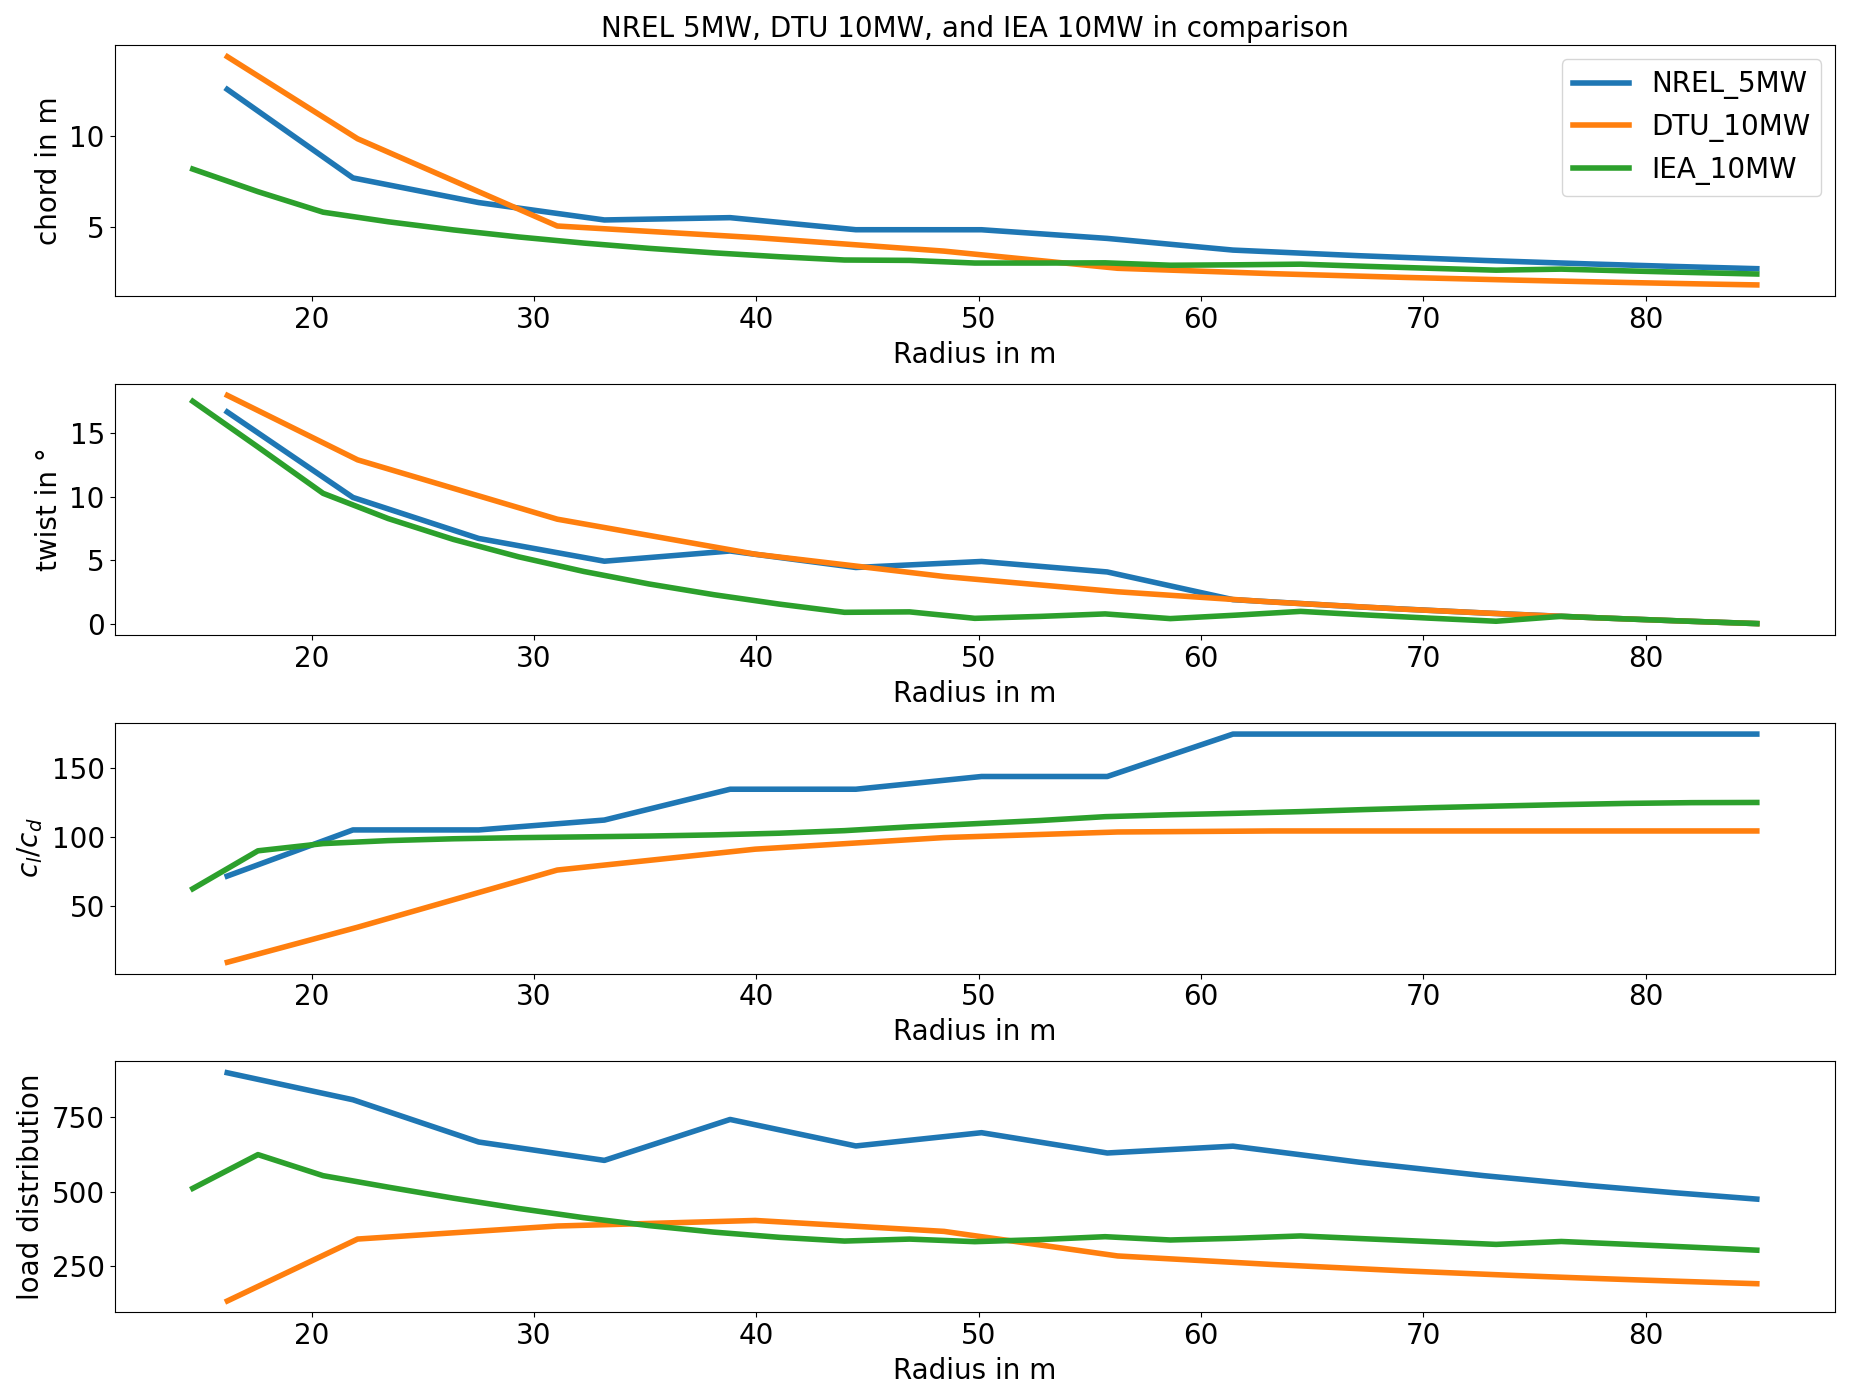 NREL 5MW, DTU 10MW, and IEA 10MW in comparison
chord in m
10
5
NREL_5MW
DTU_10MW
IEA_10MW
20 30 40 50 60 70 80
Radius in m
twist in °
15
10
5
0
20 30 40 50 60 70 80
Radius in m
c_l/c_d
150
100
50
20 30 40 50 60 70 80
Radius in m
load distribution
750
500
250
20 30 40 50 60 70 80
Radius in m